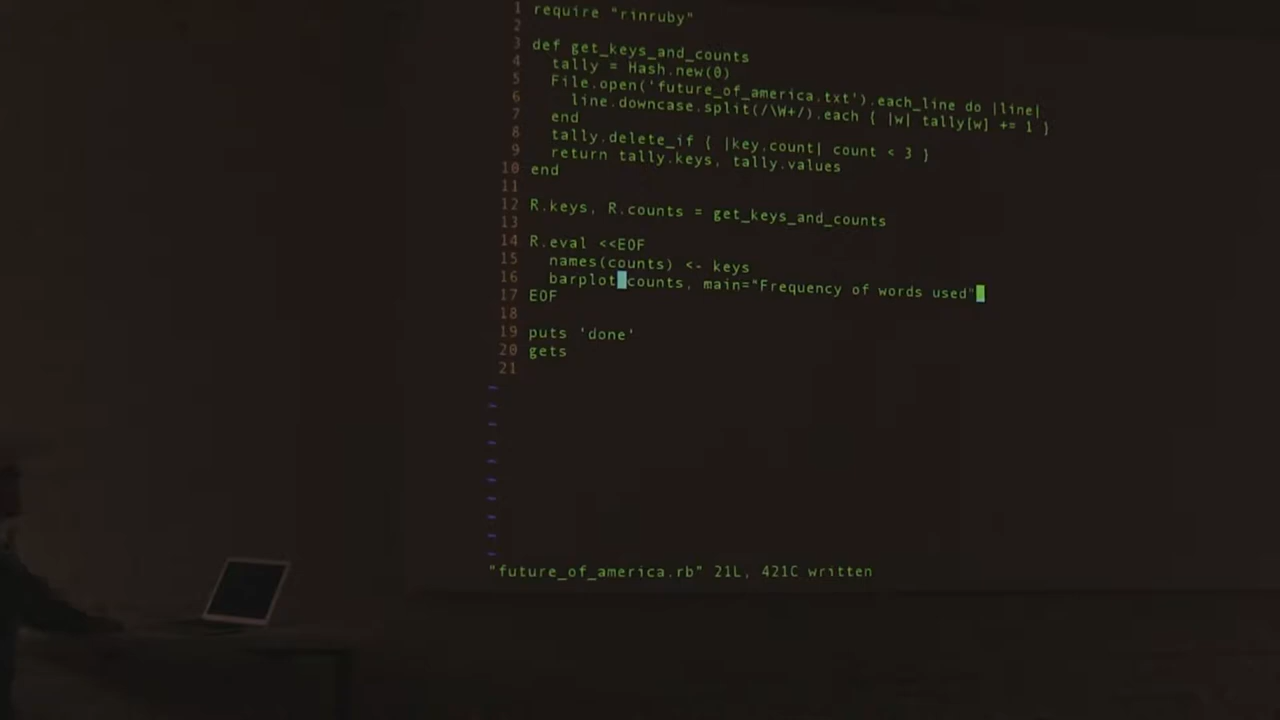 1 require "rinruby"
2
3 def get_keys_and_counts
4 tally = Hash.new(0)
5 File.open('future_of_america.txt').each_line do |line|
6 line.downcase.split(/\W+/).each { |w| tally[w] += 1 }
7 end
8 tally.delete_if { |key,count| count < 3 }
9 return tally.keys, tally.values
10 end
11
12 R.keys, R.counts = get_keys_and_counts
13
14 R.eval <<EOF
15 names(counts) <- keys
16 barplot(counts, main="Frequency of words used")
17 EOF
18
19 puts 'done'
20 gets
21
~
~
~
~
~
~
~
~
~
~
"future_of_america.rb" 21L, 421C written